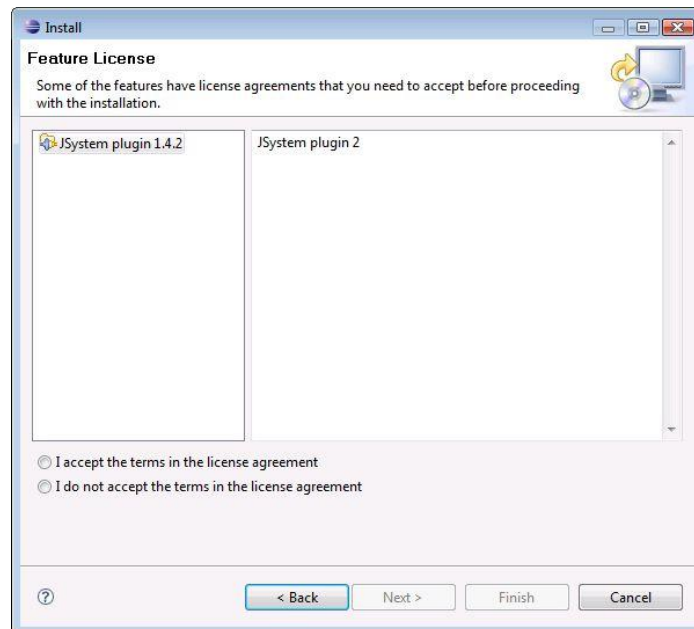 Install
Feature License
Some of the features have license agreements that you need to accept before proceeding
with the installation.
JSystem plugin 1.4.2
JSystem plugin 2
I accept the terms in the license agreement
I do not accept the terms in the license agreement
?
< Back
Next >
Finish
Cancel